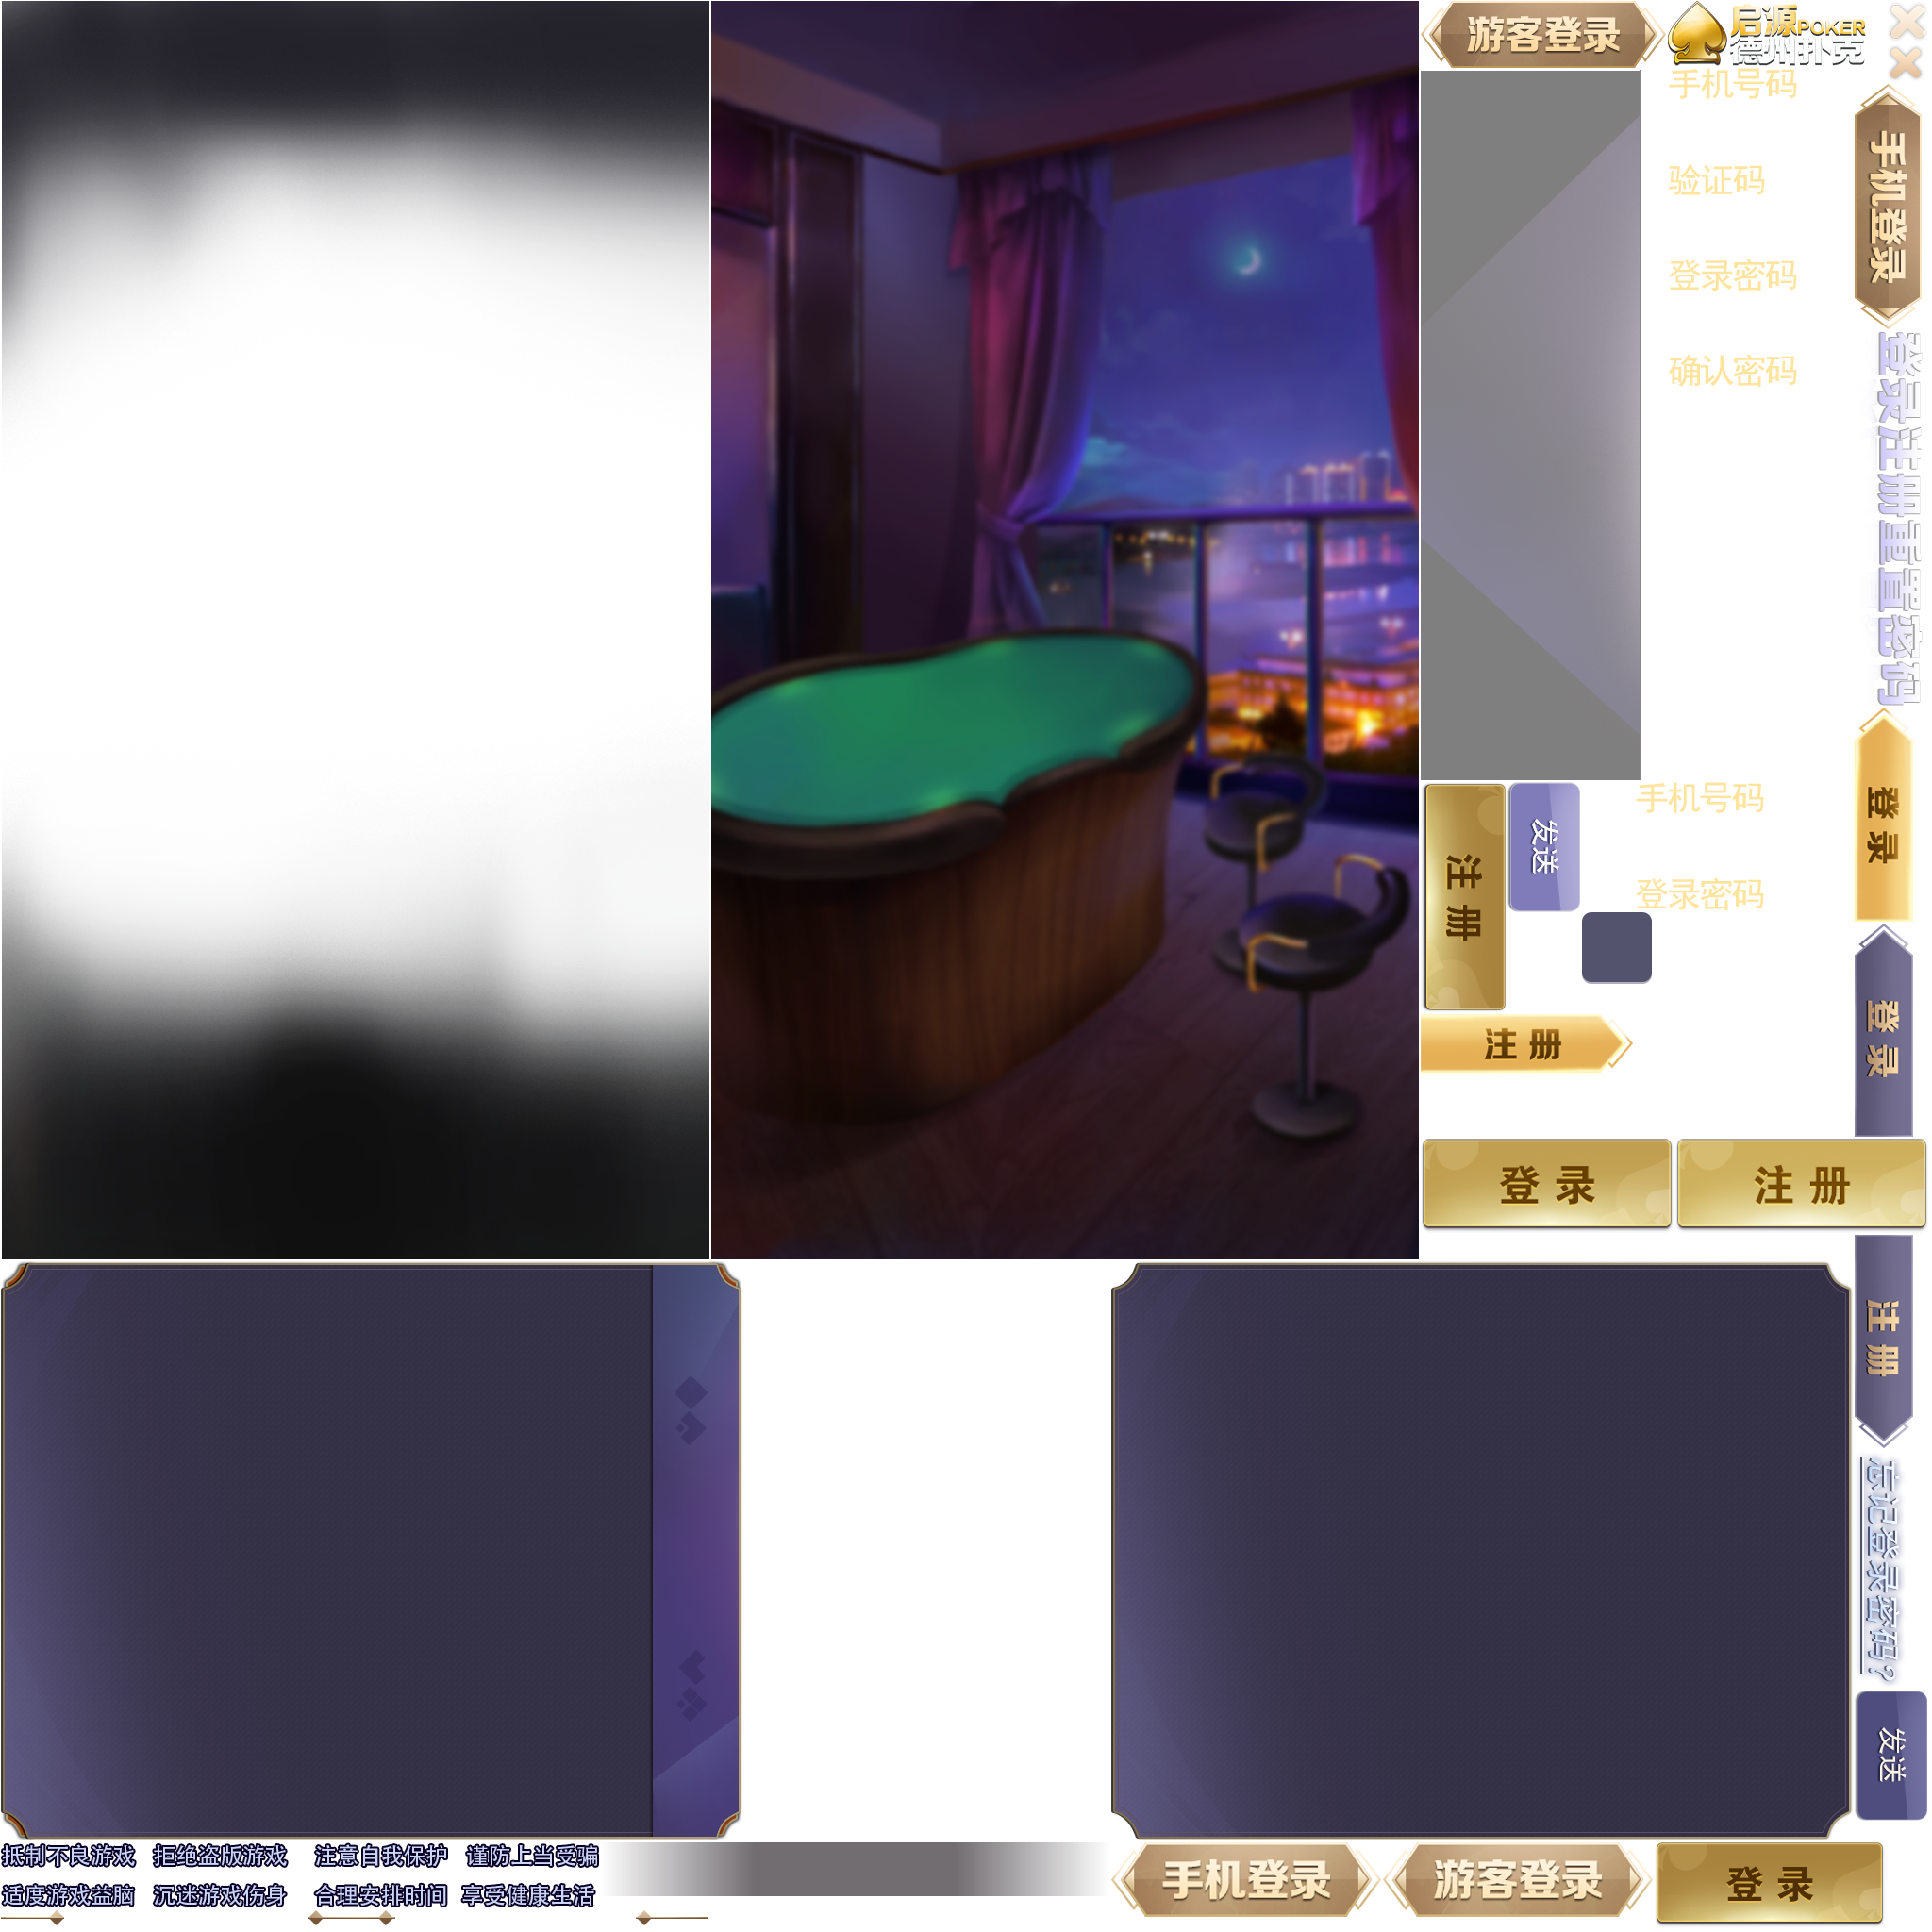 游客登录
启源POKER
德州扑克
手机号码
手机登录
验证码
登录密码
确认密码
登录注册重置密码
手机号码
登录
注册
发送
登录密码
登录
注册
登录
注册
注册
忘记登录密码?
发送
抵制不良游戏 拒绝盗版游戏 注意自我保护 谨防上当受骗
适度游戏益脑 沉迷游戏伤身 合理安排时间 享受健康生活
手机登录
游客登录
登录